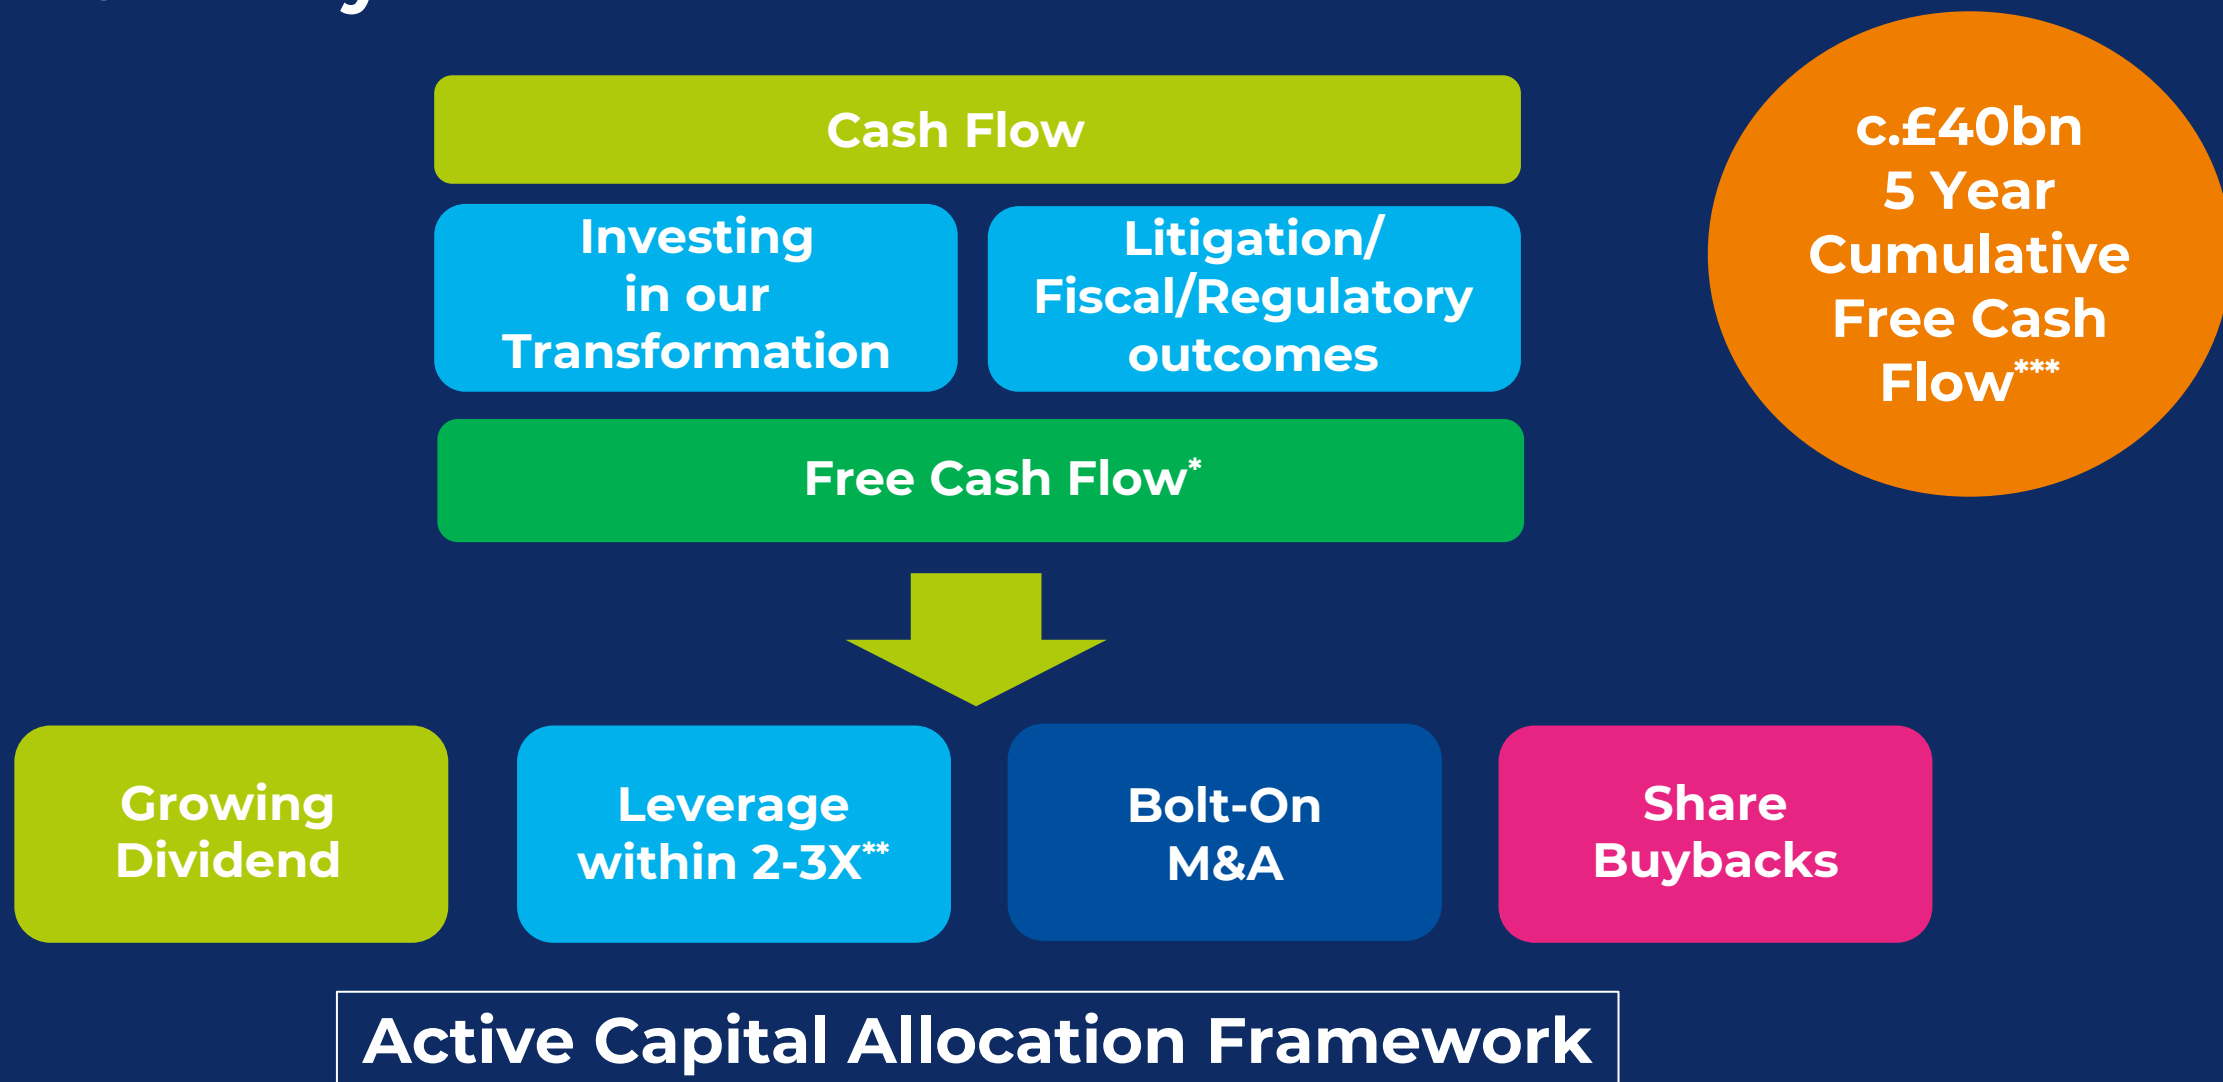 Cash Flow
Investing
in our
Transformation
Litigation/
Fiscal/Regulatory
outcomes
Free Cash Flow*
c.£40bn
5 Year
Cumulative
Free Cash
Flow***
Growing
Dividend
Leverage
within 2-3X**
Bolt-On
M&A
Share
Buybacks
Active Capital Allocation Framework